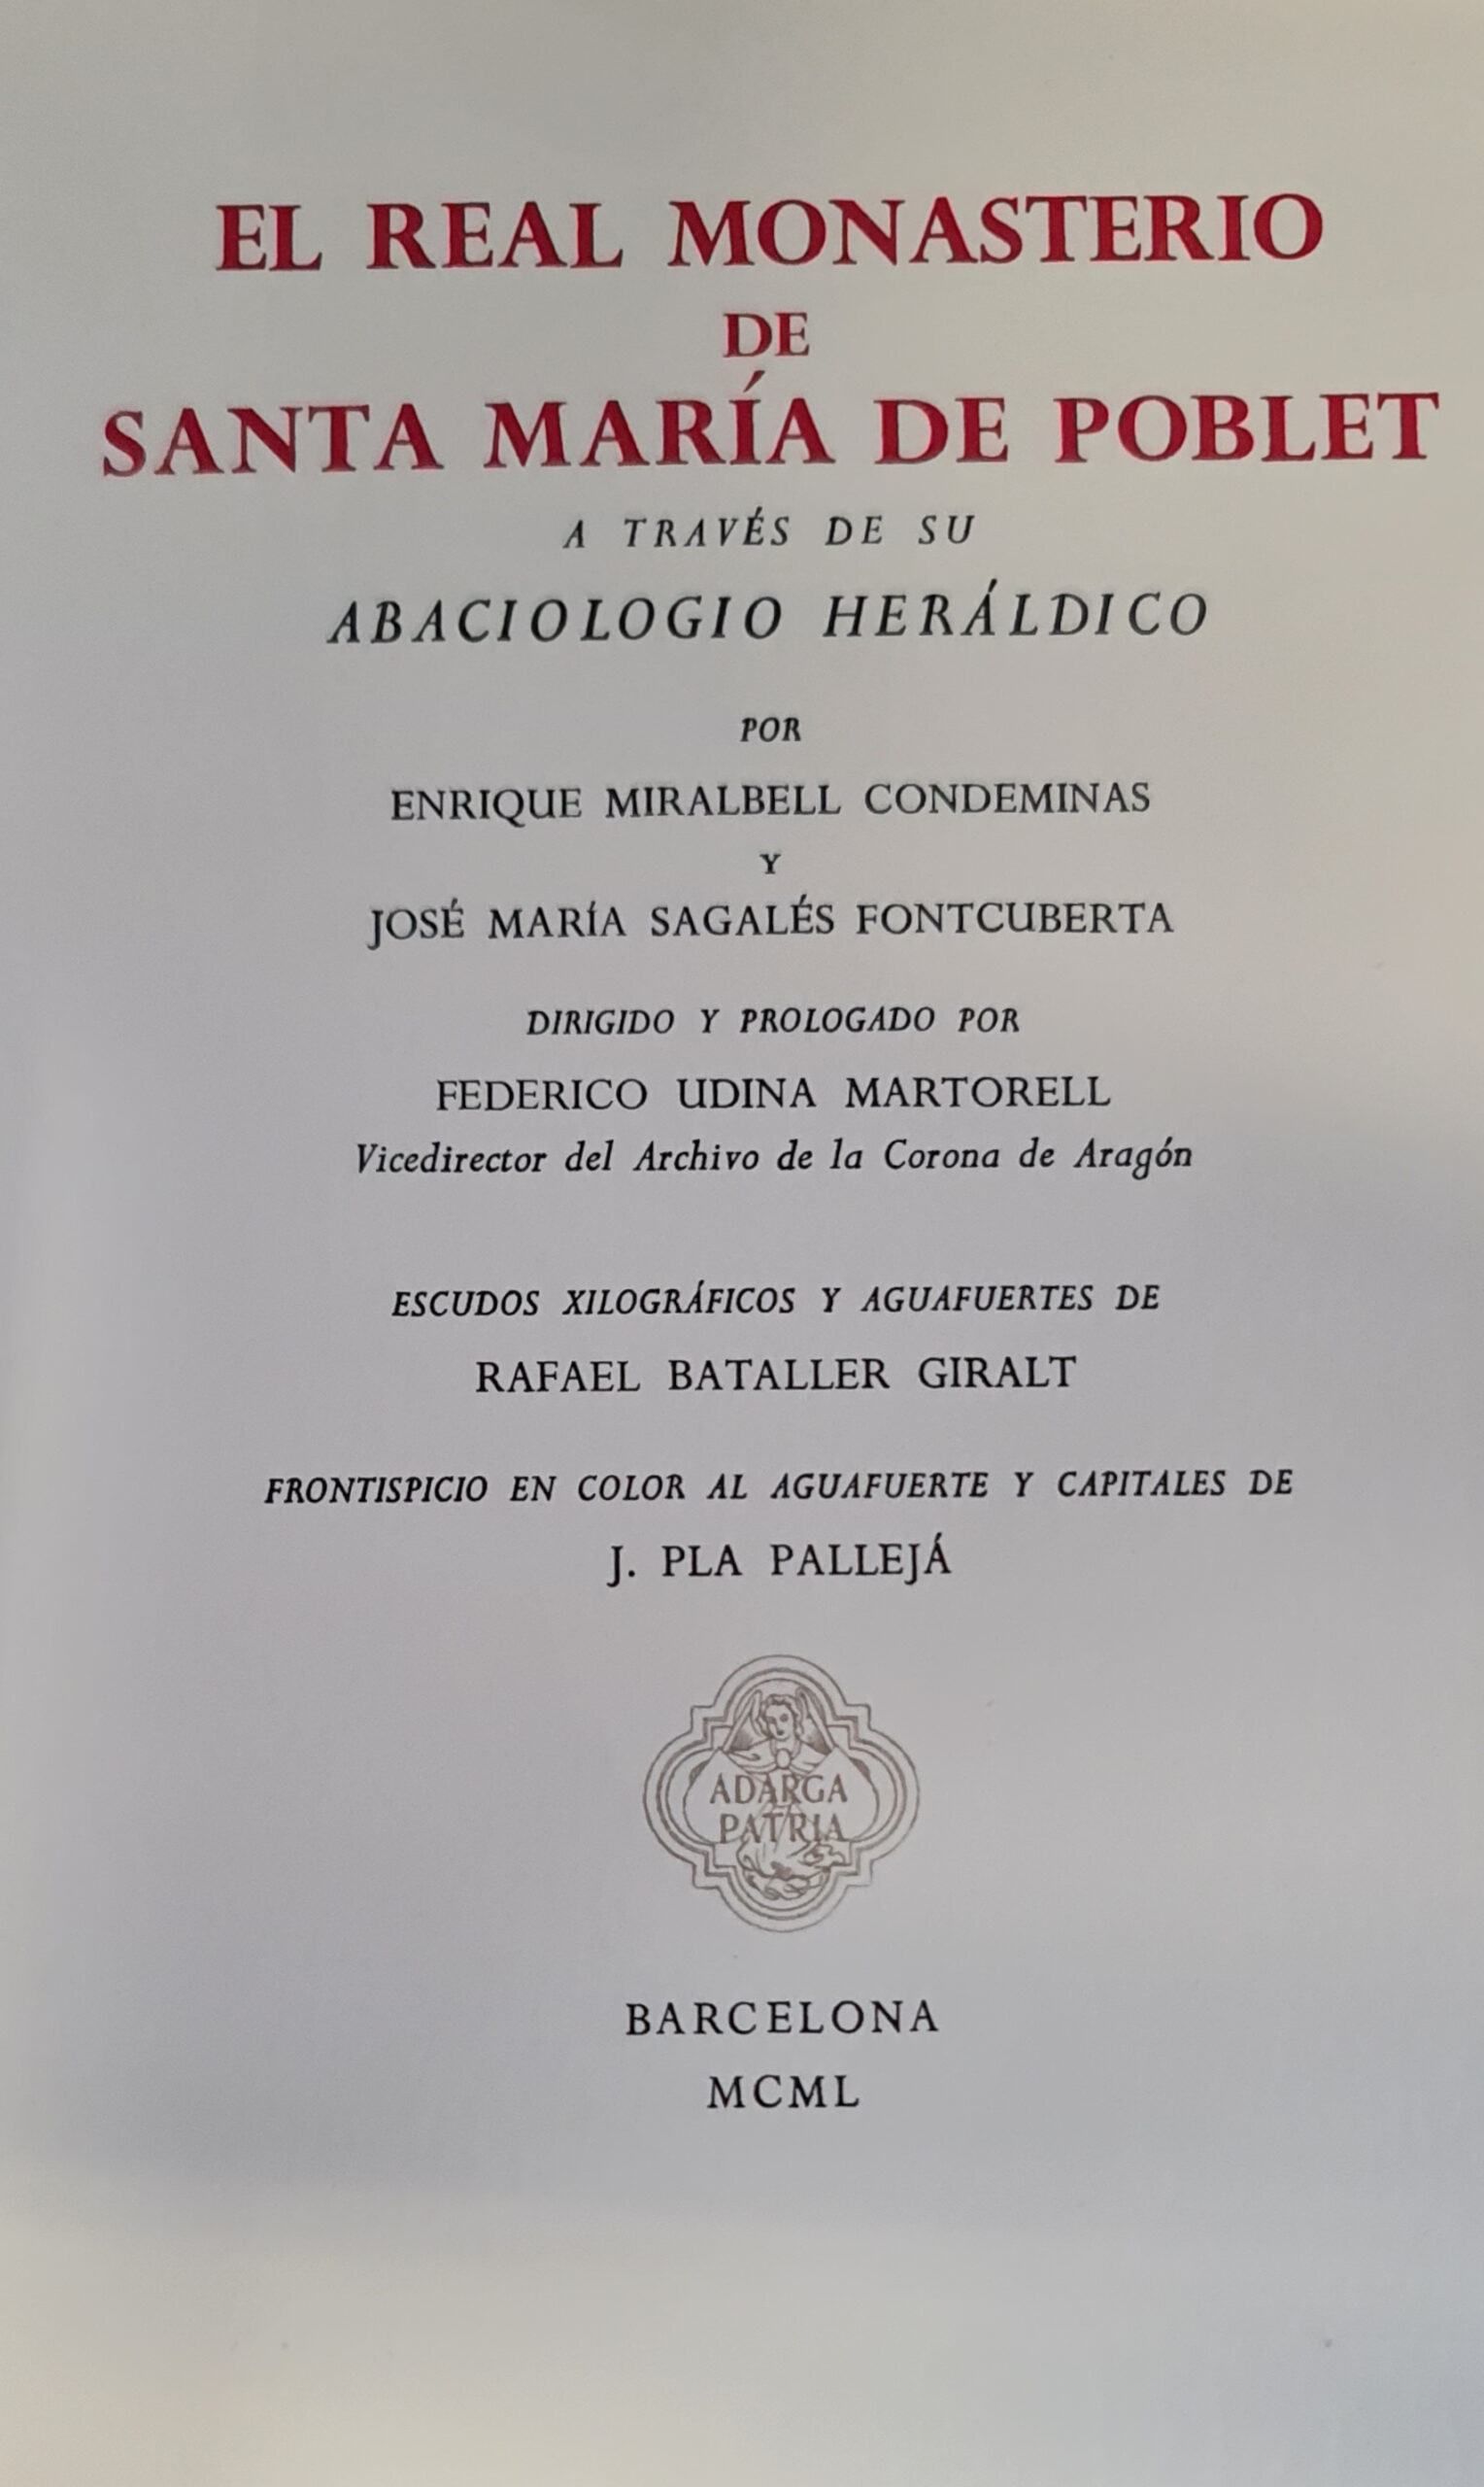 EL REAL MONASTERIO
DE
SANTA MARÍA DE POBLET
A TRAVÉS DE SU
ABACIOLOGIO HERÁLDICO
POR
ENRIQUE MIRALBELL CONDEMINAS
Y
JOSÉ MARÍA SAGALÉS FONTCUBERTA
DIRIGIDO Y PROLOGADO POR
FEDERICO UDINA MARTORELL
Vicedirector del Archivo de la Corona de Aragón
ESCUDOS XILOGRÁFICOS Y AGUAFUERTES DE
RAFAEL BATALLER GIRALT
FRONTISPICIO EN COLOR AL AGUAFUERTE Y CAPITALES DE
J. PLA PALLEJÁ
ADARGA
PATRIA
BARCELONA
MCML